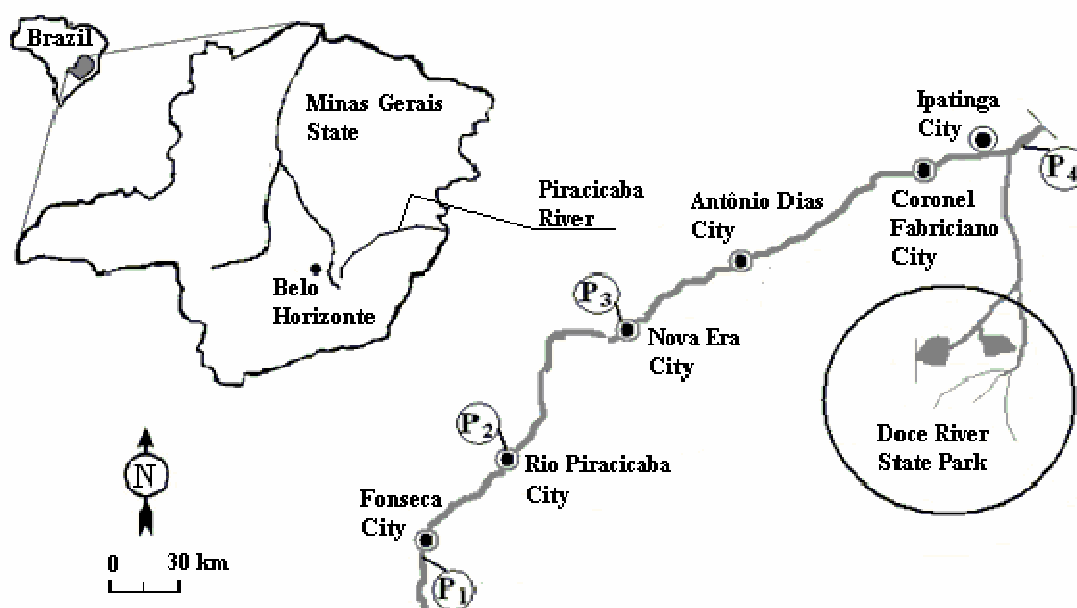 Brazil
Minas Gerais
State
Piracicaba
River
Belo
Horizonte
Ipatinga
City
P4
Antônio Dias
City
Coronel
Fabriciano
City
P3
Nova Era
City
P2
Rio Piracicaba
City
Fonseca
City
P1
Doce River
State Park
N
0 30 km